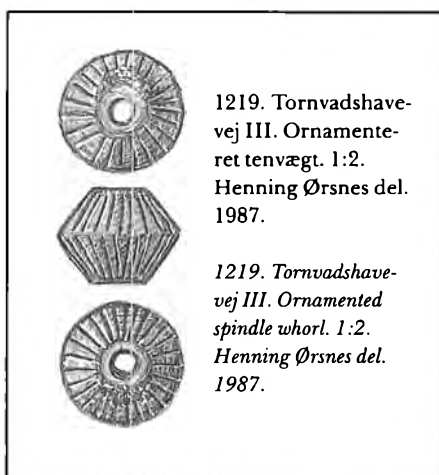 1219. Tornvadshave-
vej III. Ornamente-
ret tenvægt. 1:2.
Henning Ørsnes del.
1987.
1219. Tornvadshave-
vej III. Ornamented
spindle whorl. 1:2.
Henning Ørsnes del.
1987.